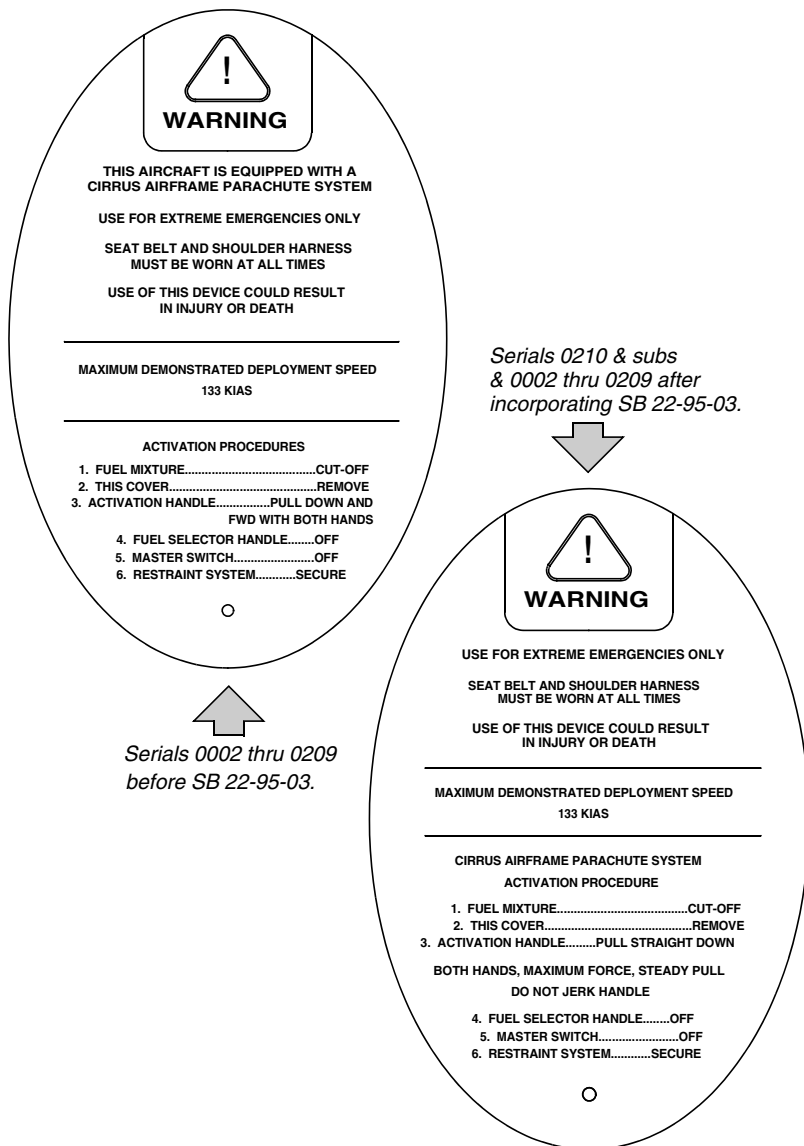 !
WARNING
THIS AIRCRAFT IS EQUIPPED WITH A
CIRRUS AIRFRAME PARACHUTE SYSTEM
USE FOR EXTREME EMERGENCIES ONLY
SEAT BELT AND SHOULDER HARNESS
MUST BE WORN AT ALL TIMES
USE OF THIS DEVICE COULD RESULT
IN INJURY OR DEATH
MAXIMUM DEMONSTRATED DEPLOYMENT SPEED
133 KIAS
ACTIVATION PROCEDURES
1. FUEL MIXTURE.......................................CUT-OFF
2. THIS COVER............................................REMOVE
3. ACTIVATION HANDLE................PULL DOWN AND
FWD WITH BOTH HANDS
4. FUEL SELECTOR HANDLE........OFF
5. MASTER SWITCH........................OFF
6. RESTRAINT SYSTEM............SECURE
Serials 0002 thru 0209
before SB 22-95-03.
Serials 0210 & subs
& 0002 thru 0209 after
incorporating SB 22-95-03.
!
WARNING
USE FOR EXTREME EMERGENCIES ONLY
SEAT BELT AND SHOULDER HARNESS
MUST BE WORN AT ALL TIMES
USE OF THIS DEVICE COULD RESULT
IN INJURY OR DEATH
MAXIMUM DEMONSTRATED DEPLOYMENT SPEED
133 KIAS
CIRRUS AIRFRAME PARACHUTE SYSTEM
ACTIVATION PROCEDURE
1. FUEL MIXTURE.......................................CUT-OFF
2. THIS COVER............................................REMOVE
3. ACTIVATION HANDLE.........PULL STRAIGHT DOWN
BOTH HANDS, MAXIMUM FORCE, STEADY PULL
DO NOT JERK HANDLE
4. FUEL SELECTOR HANDLE........OFF
5. MASTER SWITCH........................OFF
6. RESTRAINT SYSTEM............SECURE